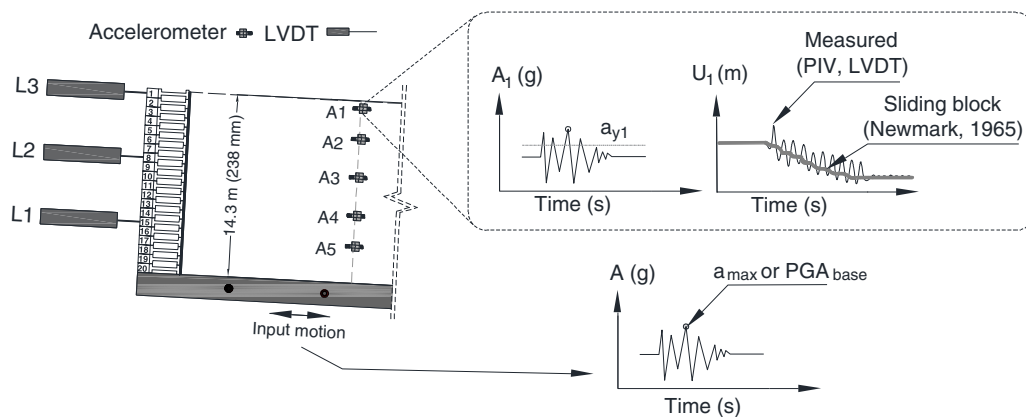 Accelerometer LVDT
L3
L2
L1
1
2
3
4
5
6
7
8
9
10
11
12
13
14
15
16
17
18
19
20
14.3 m (238 mm)
A1
A2
A3
A4
A5
Input motion
A1 (g)
ay1
Time (s)
U1 (m)
Measured
(PIV, LVDT)
Sliding block
(Newmark, 1965)
Time (s)
A (g)
amax or PGA base
Time (s)